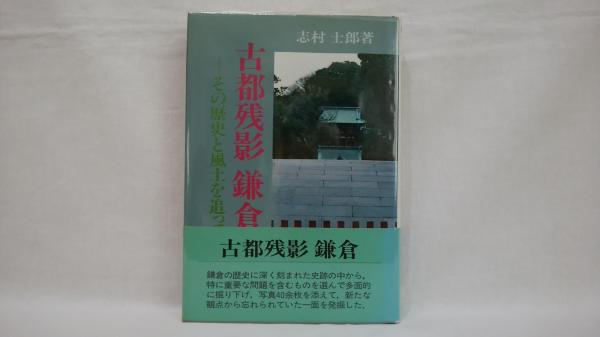 志村 士郎著
古都残影 鎌倉
―その歴史と風土を追って
古都残影 鎌倉
鎌倉の歴史に深く刻まれた史跡の中から、
特に重要な問題を含むものを選んで多面的
に掘り下げ、写真40余枚を添えて、新たな
観点から忘れられていた一面を発掘した。